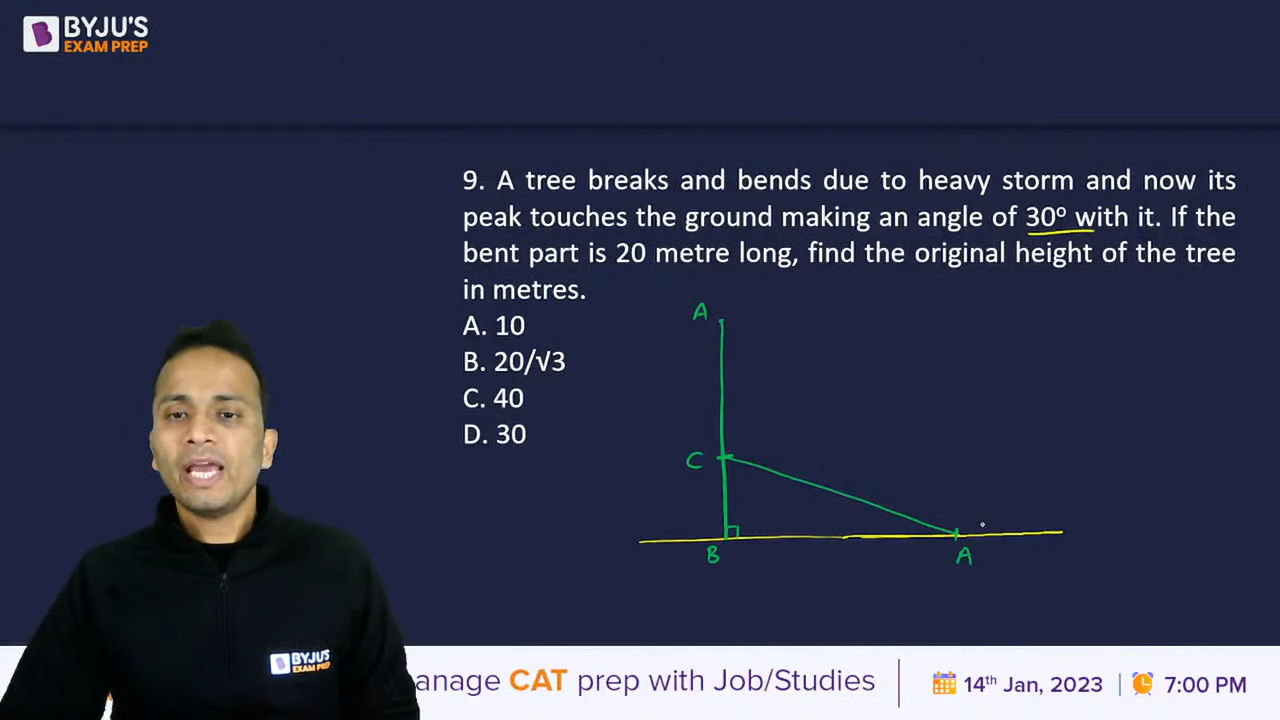 BYJU'S
EXAM PREP
9. A tree breaks and bends due to heavy storm and now its
peak touches the ground making an angle of 30° with it. If the
bent part is 20 metre long, find the original height of the tree
in metres.
A. 10
B. 20/√3
C. 40
D. 30
A
C
B
A
BYJU'S
EXAM PREP
anage CAT prep with Job/Studies
14th Jan, 2023
7:00 PM